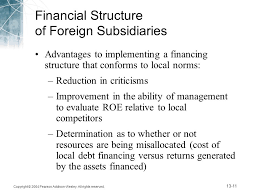 Financial Structure
of Foreign Subsidiaries
• Advantages to implementing a financing
structure that conforms to local norms:
– Reduction in criticisms
– Improvement in the ability of management
to evaluate ROE relative to local
competitors
– Determination as to whether or not
resources are being misallocated (cost of
local debt financing versus returns generated
by the assets financed)
Copyright © 2004 Pearson Addison-Wesley. All rights reserved.
13-11